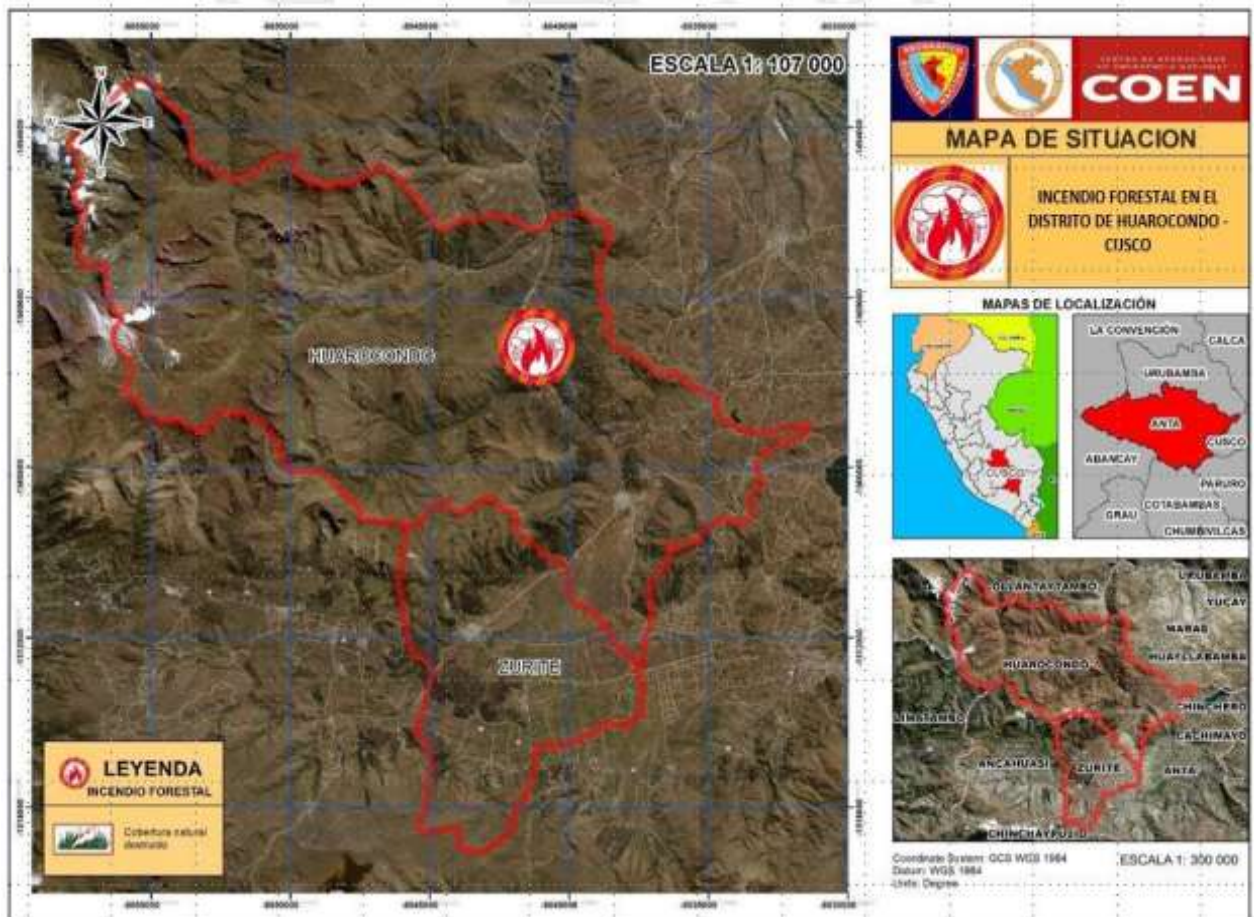 ESCALA 1: 107 000
N
W
E
S
HUAROCONDO
ZURITE
LEYENDA
INCENDIO FORESTAL
Cobertura natural
destruida
COEN
MAPA DE SITUACION
INCENDIO FORESTAL EN EL
DISTRITO DE HUAROCONDO -
CUSCO
MAPAS DE LOCALIZACIÓN
CUSCO
LA CONVENCIÓN
CALCA
URUBAMBA
ANTA
CUSCO
ABANCAY
PARURO
COTABAMBAS
GRAU
CHUMBIVILCAS
OLLANTAYTAMBO
URUBAMBA
YUCAY
MARAS
HUAROCONDO
HUAYLLABAMBA
CHINCHERO
LIMATAMBO
CACHIMAYO
ANCAHUASI
ZURITE
ANTA
CHINCHAYPUJIO
Coordinate System: GCS WGS 1984
Datum: WGS 1984
Units: Degree
ESCALA 1: 300 000